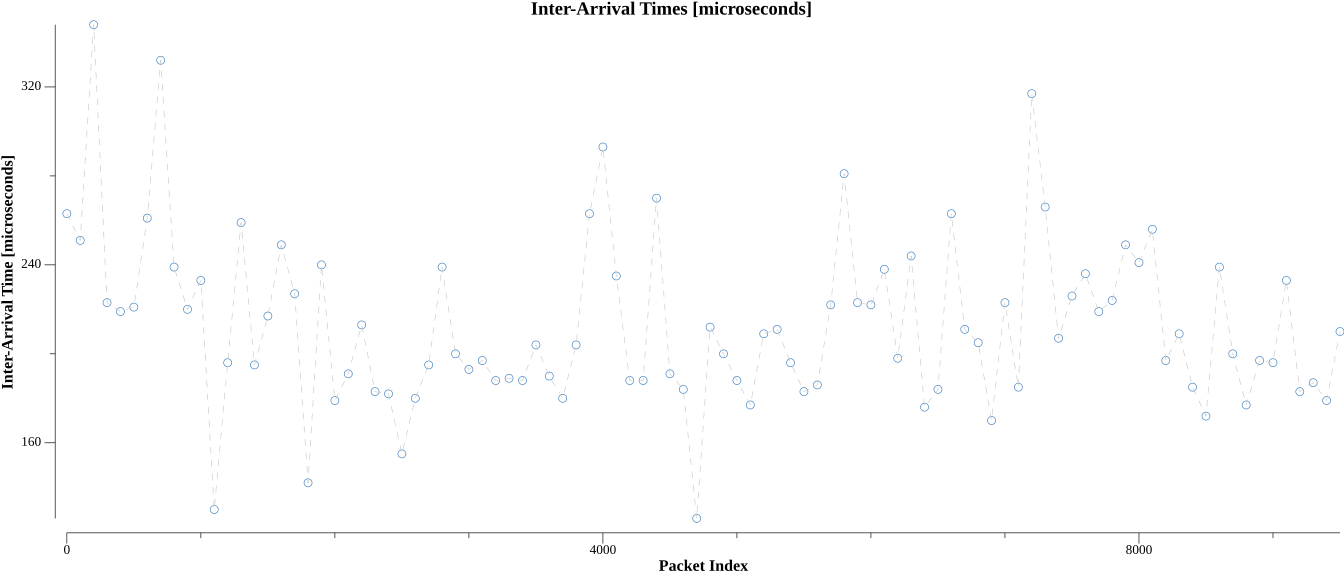 Inter-Arrival Times [microseconds]
Inter-Arrival Time [microseconds]
320
240
160
0
4000
8000
Packet Index